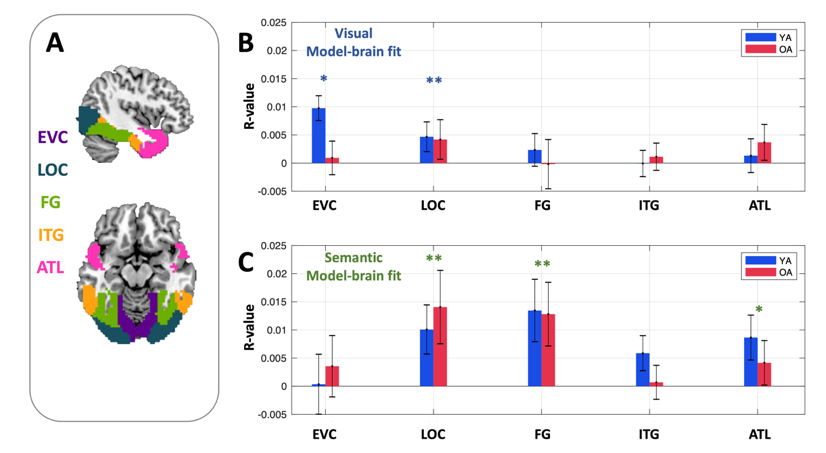 A
EVC
LOC
FG
ITG
ATL
B
Visual
Model-brain fit
YA
OA
*
**
R-value
0.025
0.02
0.015
0.01
0.005
0
-0.005
EVC
LOC
FG
ITG
ATL
C
Semantic
Model-brain fit
YA
OA
**
**
*
R-value
0.025
0.02
0.015
0.01
0.005
0
-0.005
EVC
LOC
FG
ITG
ATL